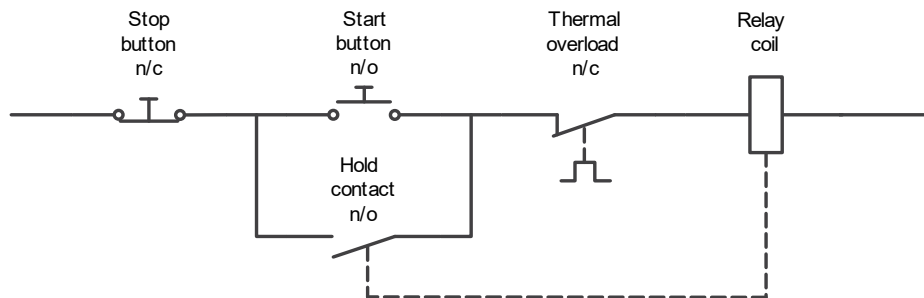 Stop
button
n/c
Start
button
n/o
Thermal
overload
n/c
Relay
coil
Hold
contact
n/o